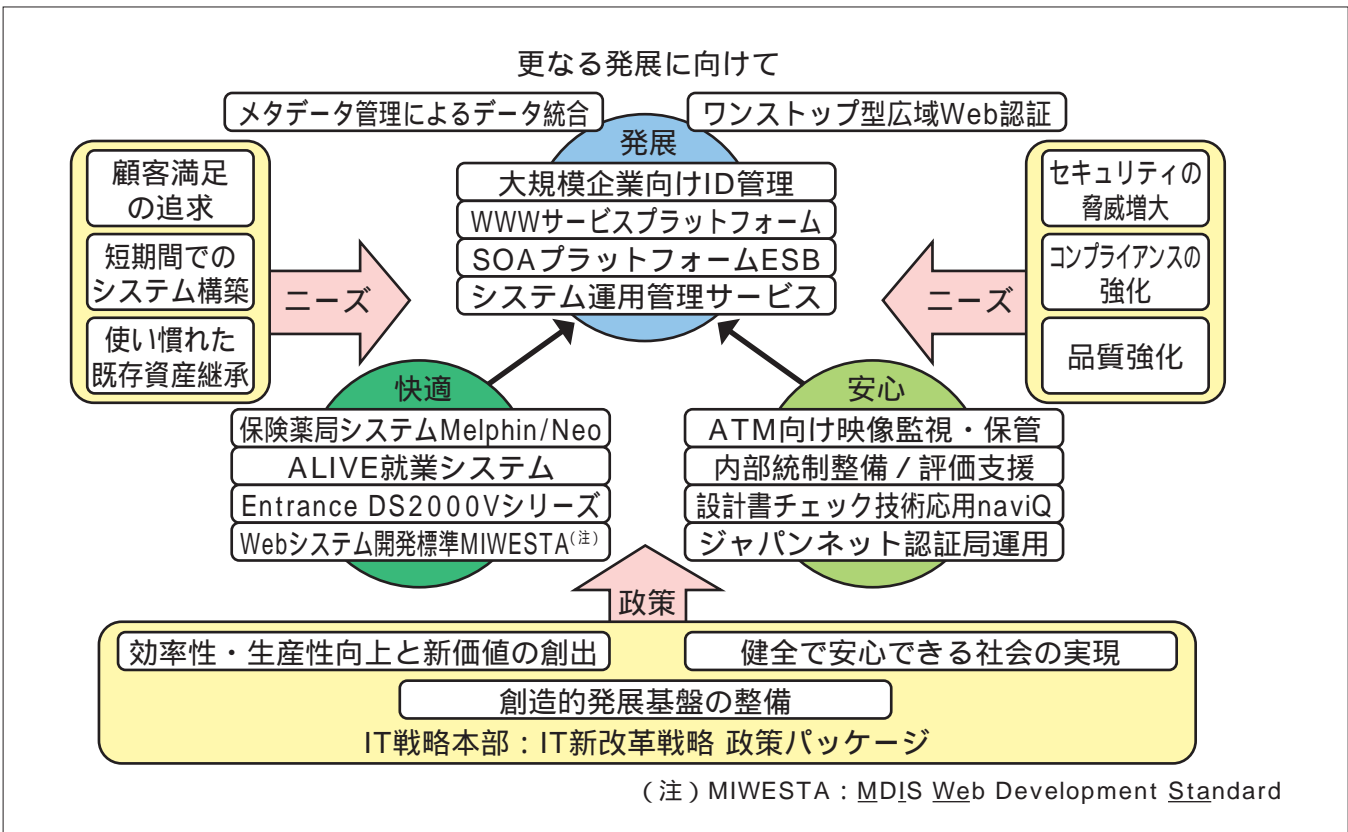 更なる発展に向けて
メタデータ管理によるデータ統合
ワンストップ型広域Web認証
発展
大規模企業向けID管理
WWWサービスプラットフォーム
SOAプラットフォームESB
システム運用管理サービス
顧客満足
の追求
短期間での
システム構築
使い慣れた
既存資産継承
ニーズ
セキュリティの
脅威増大
コンプライアンスの
強化
品質強化
ニーズ
快適
保険薬局システムMelphin/Neo
ALIVE就業システム
Entrance DS2000Vシリーズ
Webシステム開発標準MIWESTA(注)
安心
ATM向け映像監視・保管
内部統制整備/評価支援
設計書チェック技術応用naviQ
ジャパンネット認証局運用
政策
効率性・生産性向上と新価値の創出
健全で安心できる社会の実現
創造的発展基盤の整備
IT戦略本部:IT新改革戦略 政策パッケージ
(注)MIWESTA:MDIS Web Development Standard